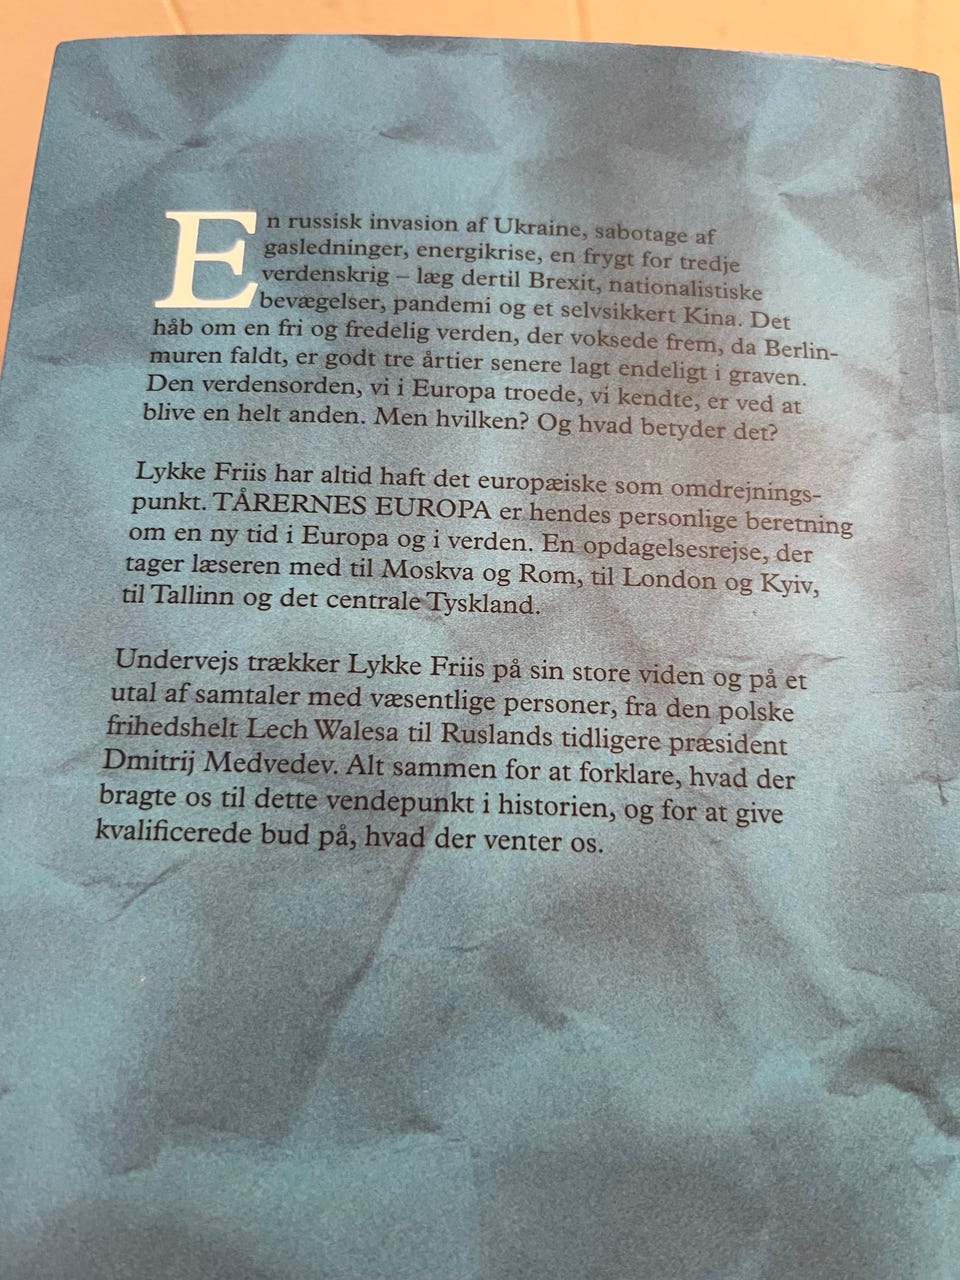 En russisk invasion af Ukraine, sabotage af
gasledninger, energikrise, en frygt for tredje
verdenskrig – læg dertil Brexit, nationalistiske
bevægelser, pandemi og et selvsikkert Kina. Det
håb om en fri og fredelig verden, der voksede frem, da Berlin-
muren faldt, er godt tre årtier senere lagt endeligt i graven.
Den verdensorden, vi i Europa troede, vi kendte, er ved at
blive en helt anden. Men hvilken? Og hvad betyder det?
Lykke Friis har altid haft det europæiske som omdrejnings-
punkt. TÅRERNES EUROPA er hendes personlige beretning
om en ny tid i Europa og i verden. En opdagelsesrejse, der
tager læseren med til Moskva og Rom, til London og Kyiv,
til Tallinn og det centrale Tyskland.
Undervejs trækker Lykke Friis på sin store viden og på et
utal af samtaler med væsentlige personer, fra den polske
frihedshelt Lech Walesa til Ruslands tidligere præsident
Dmitrij Medvedev. Alt sammen for at forklare, hvad der
bragte os til dette vendepunkt i historien, og for at give
kvalificerede bud på, hvad der venter os.